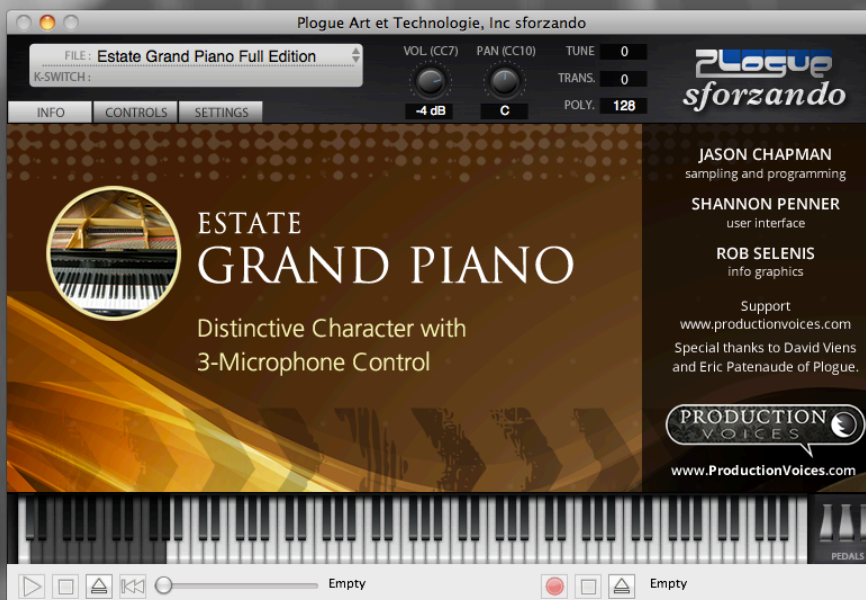 Plogue Art et Technologie, Inc sforzando
FILE : Estate Grand Piano Full Edition
K-SWITCH :
VOL. (CC7)
-4 dB
PAN (CC10)
C
TUNE 0
TRANS. 0
POLY. 128
PLOGUE
sforzando
INFO
CONTROLS
SETTINGS
ESTATE
GRAND PIANO
Distinctive Character with
3-Microphone Control
JASON CHAPMAN
sampling and programming
SHANNON PENNER
user interface
ROB SELENIS
info graphics
Support
www.productionvoices.com
Special thanks to David Viens
and Eric Patenaude of Plogue.
PRODUCTION
VOICES
www.ProductionVoices.com
PEDALS
Empty
Empty